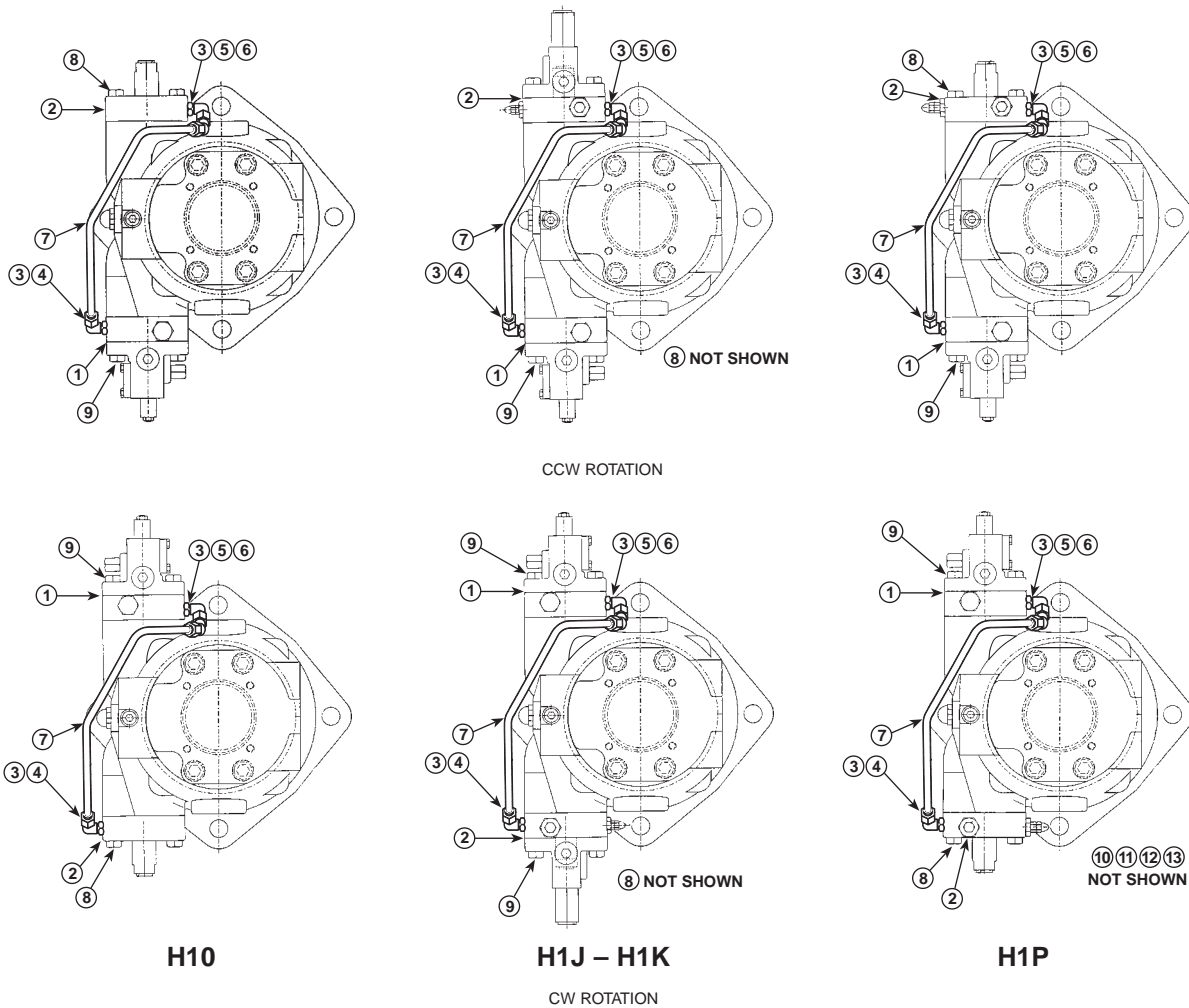 8 3 5 6
2
7
3 4
1
9
3 5 6
2
7
3 4
1
8 NOT SHOWN
9
8 3 5 6
2
7
3 4
1
9
CCW ROTATION
9 3 5 6
1
7
3 4
2
8
9 3 5 6
1
7
3 4
2
8 NOT SHOWN
9
9 3 5 6
1
7
3 4
8
2
10 11 12 13
NOT SHOWN
H10
H1J – H1K
H1P
CW ROTATION